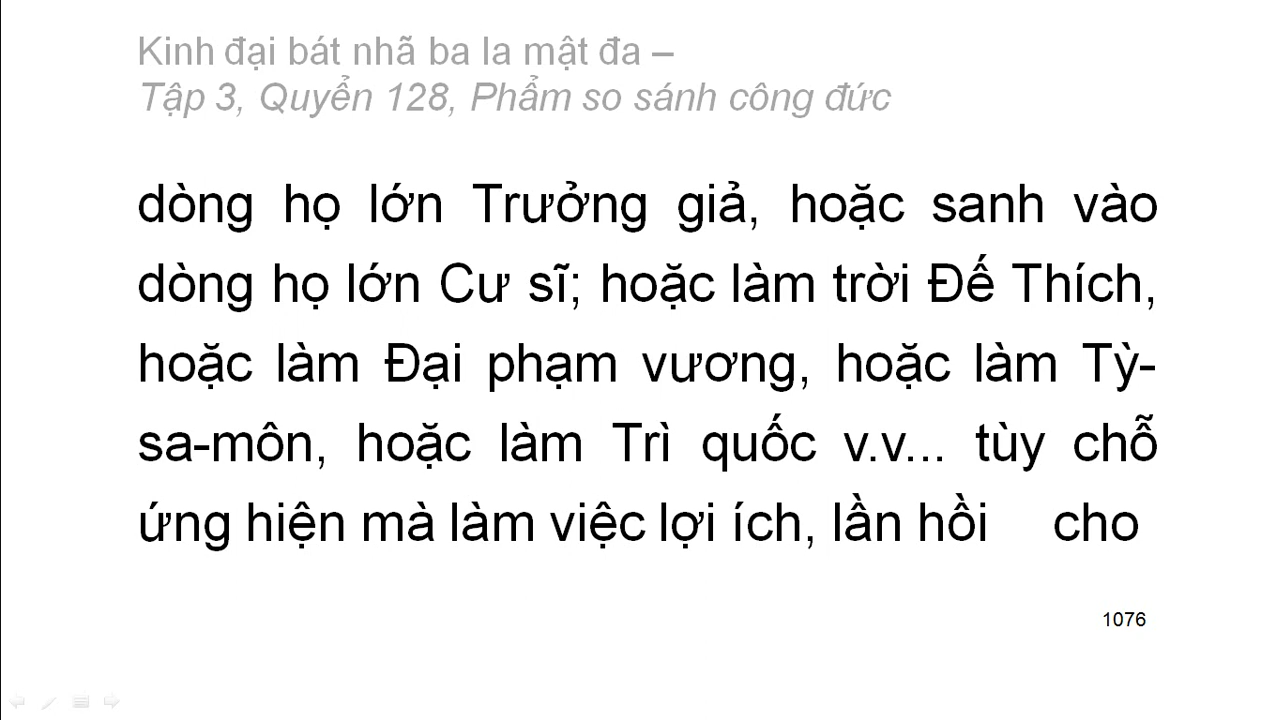 Kinh đại bát nhã ba la mật đa –
Tập 3, Quyển 128, Phẩm so sánh công đức
dòng họ lớn Trưởng giả, hoặc sanh vào
dòng họ lớn Cư sĩ; hoặc làm trời Đế Thích,
hoặc làm Đại phạm vương, hoặc làm Tỳ-
sa-môn, hoặc làm Trì quốc v.v... tùy chỗ
ứng hiện mà làm việc lợi ích, lần hồi cho
1076